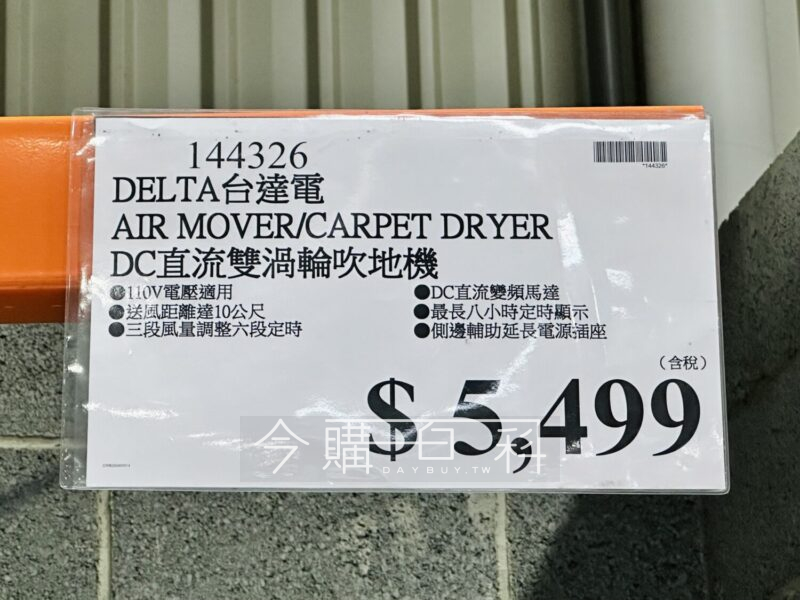 144326
*144326*
DELTA台達電
AIR MOVER/CARPET DRYER
DC直流雙渦輪吹地機
●110V電壓適用
●DC直流變頻馬達
●送風距離達10公尺
●最長八小時定時顯示
●三段風量調整六段定時
●側邊輔助延長電源插座
（含稅）
$ 5,499
今購百科
DAYBUY.TW